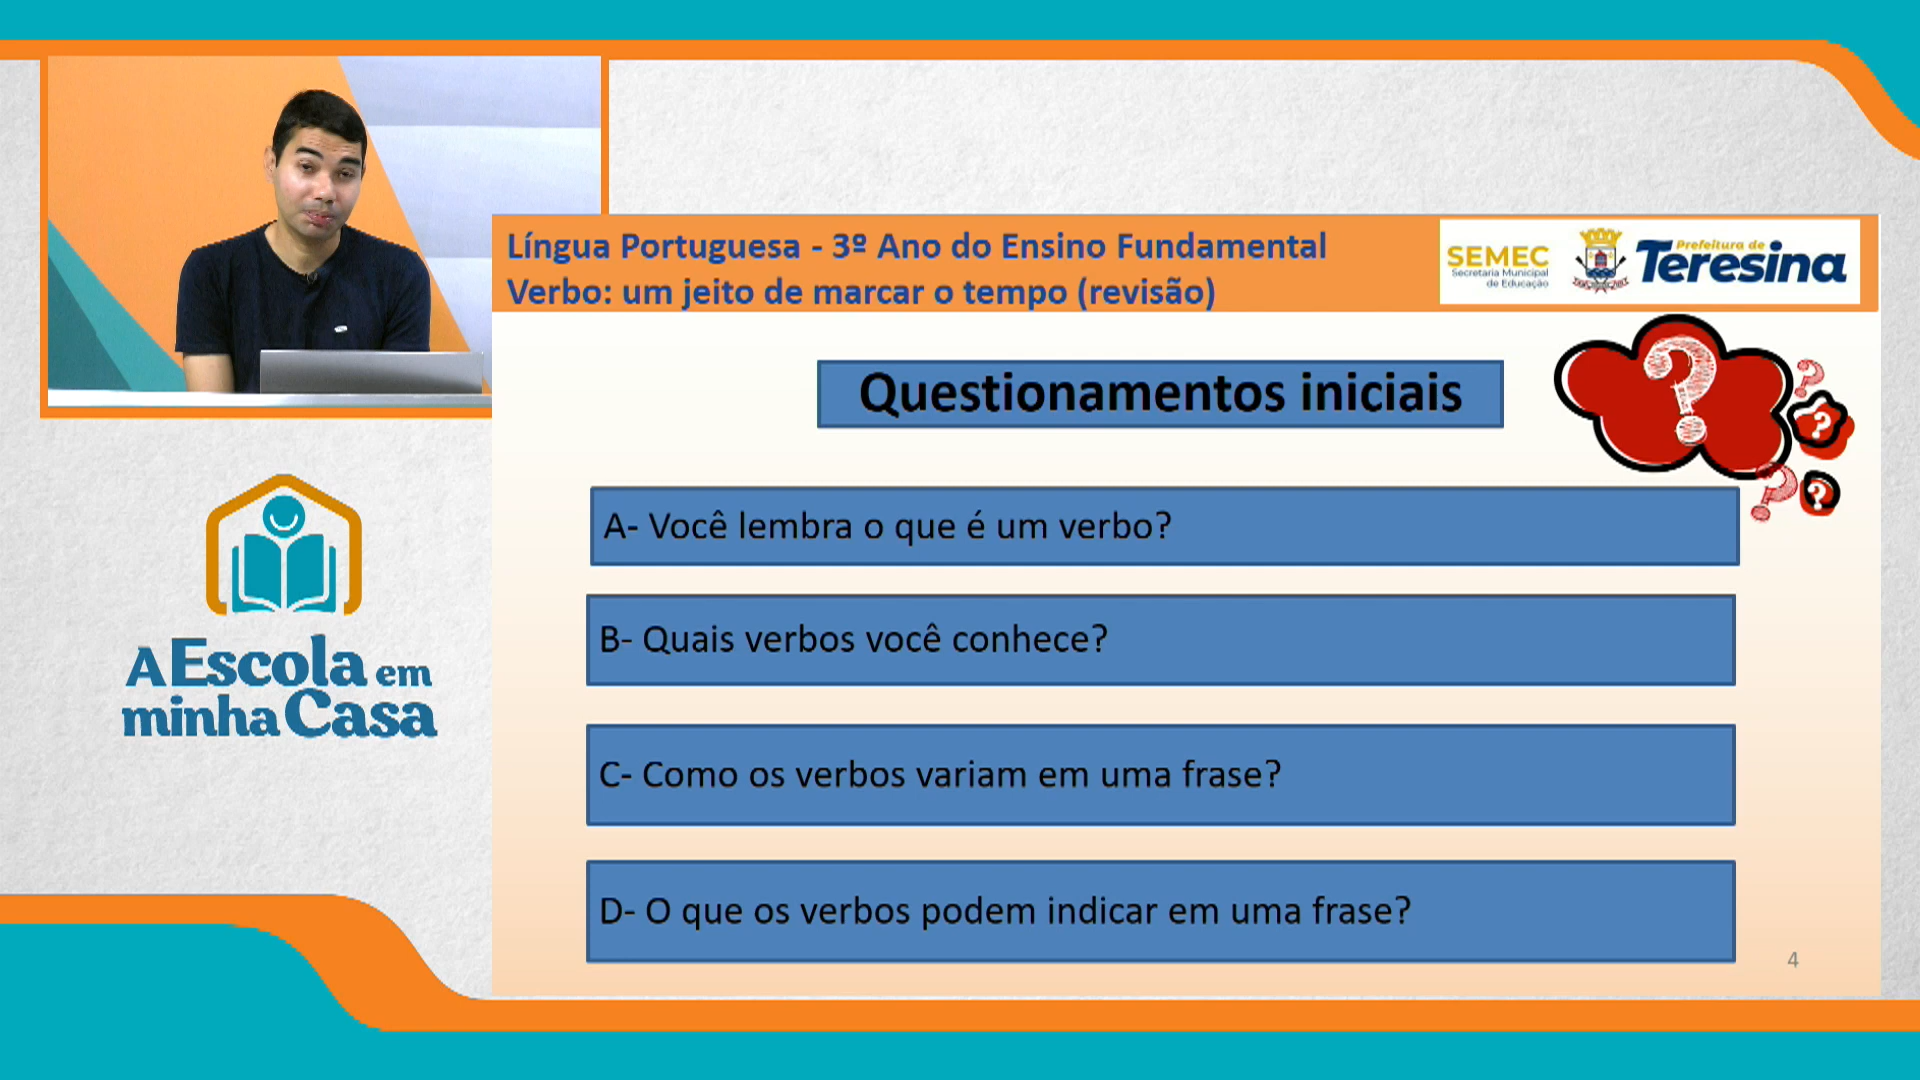 Língua Portuguesa - 3º Ano do Ensino Fundamental
Verbo: um jeito de marcar o tempo (revisão)
SEMEC
Secretaria Municipal
de Educação
Prefeitura de
Teresina
Questionamentos iniciais
A- Você lembra o que é um verbo?
B- Quais verbos você conhece?
C- Como os verbos variam em uma frase?
D- O que os verbos podem indicar em uma frase?
4
A Escola em
minha Casa